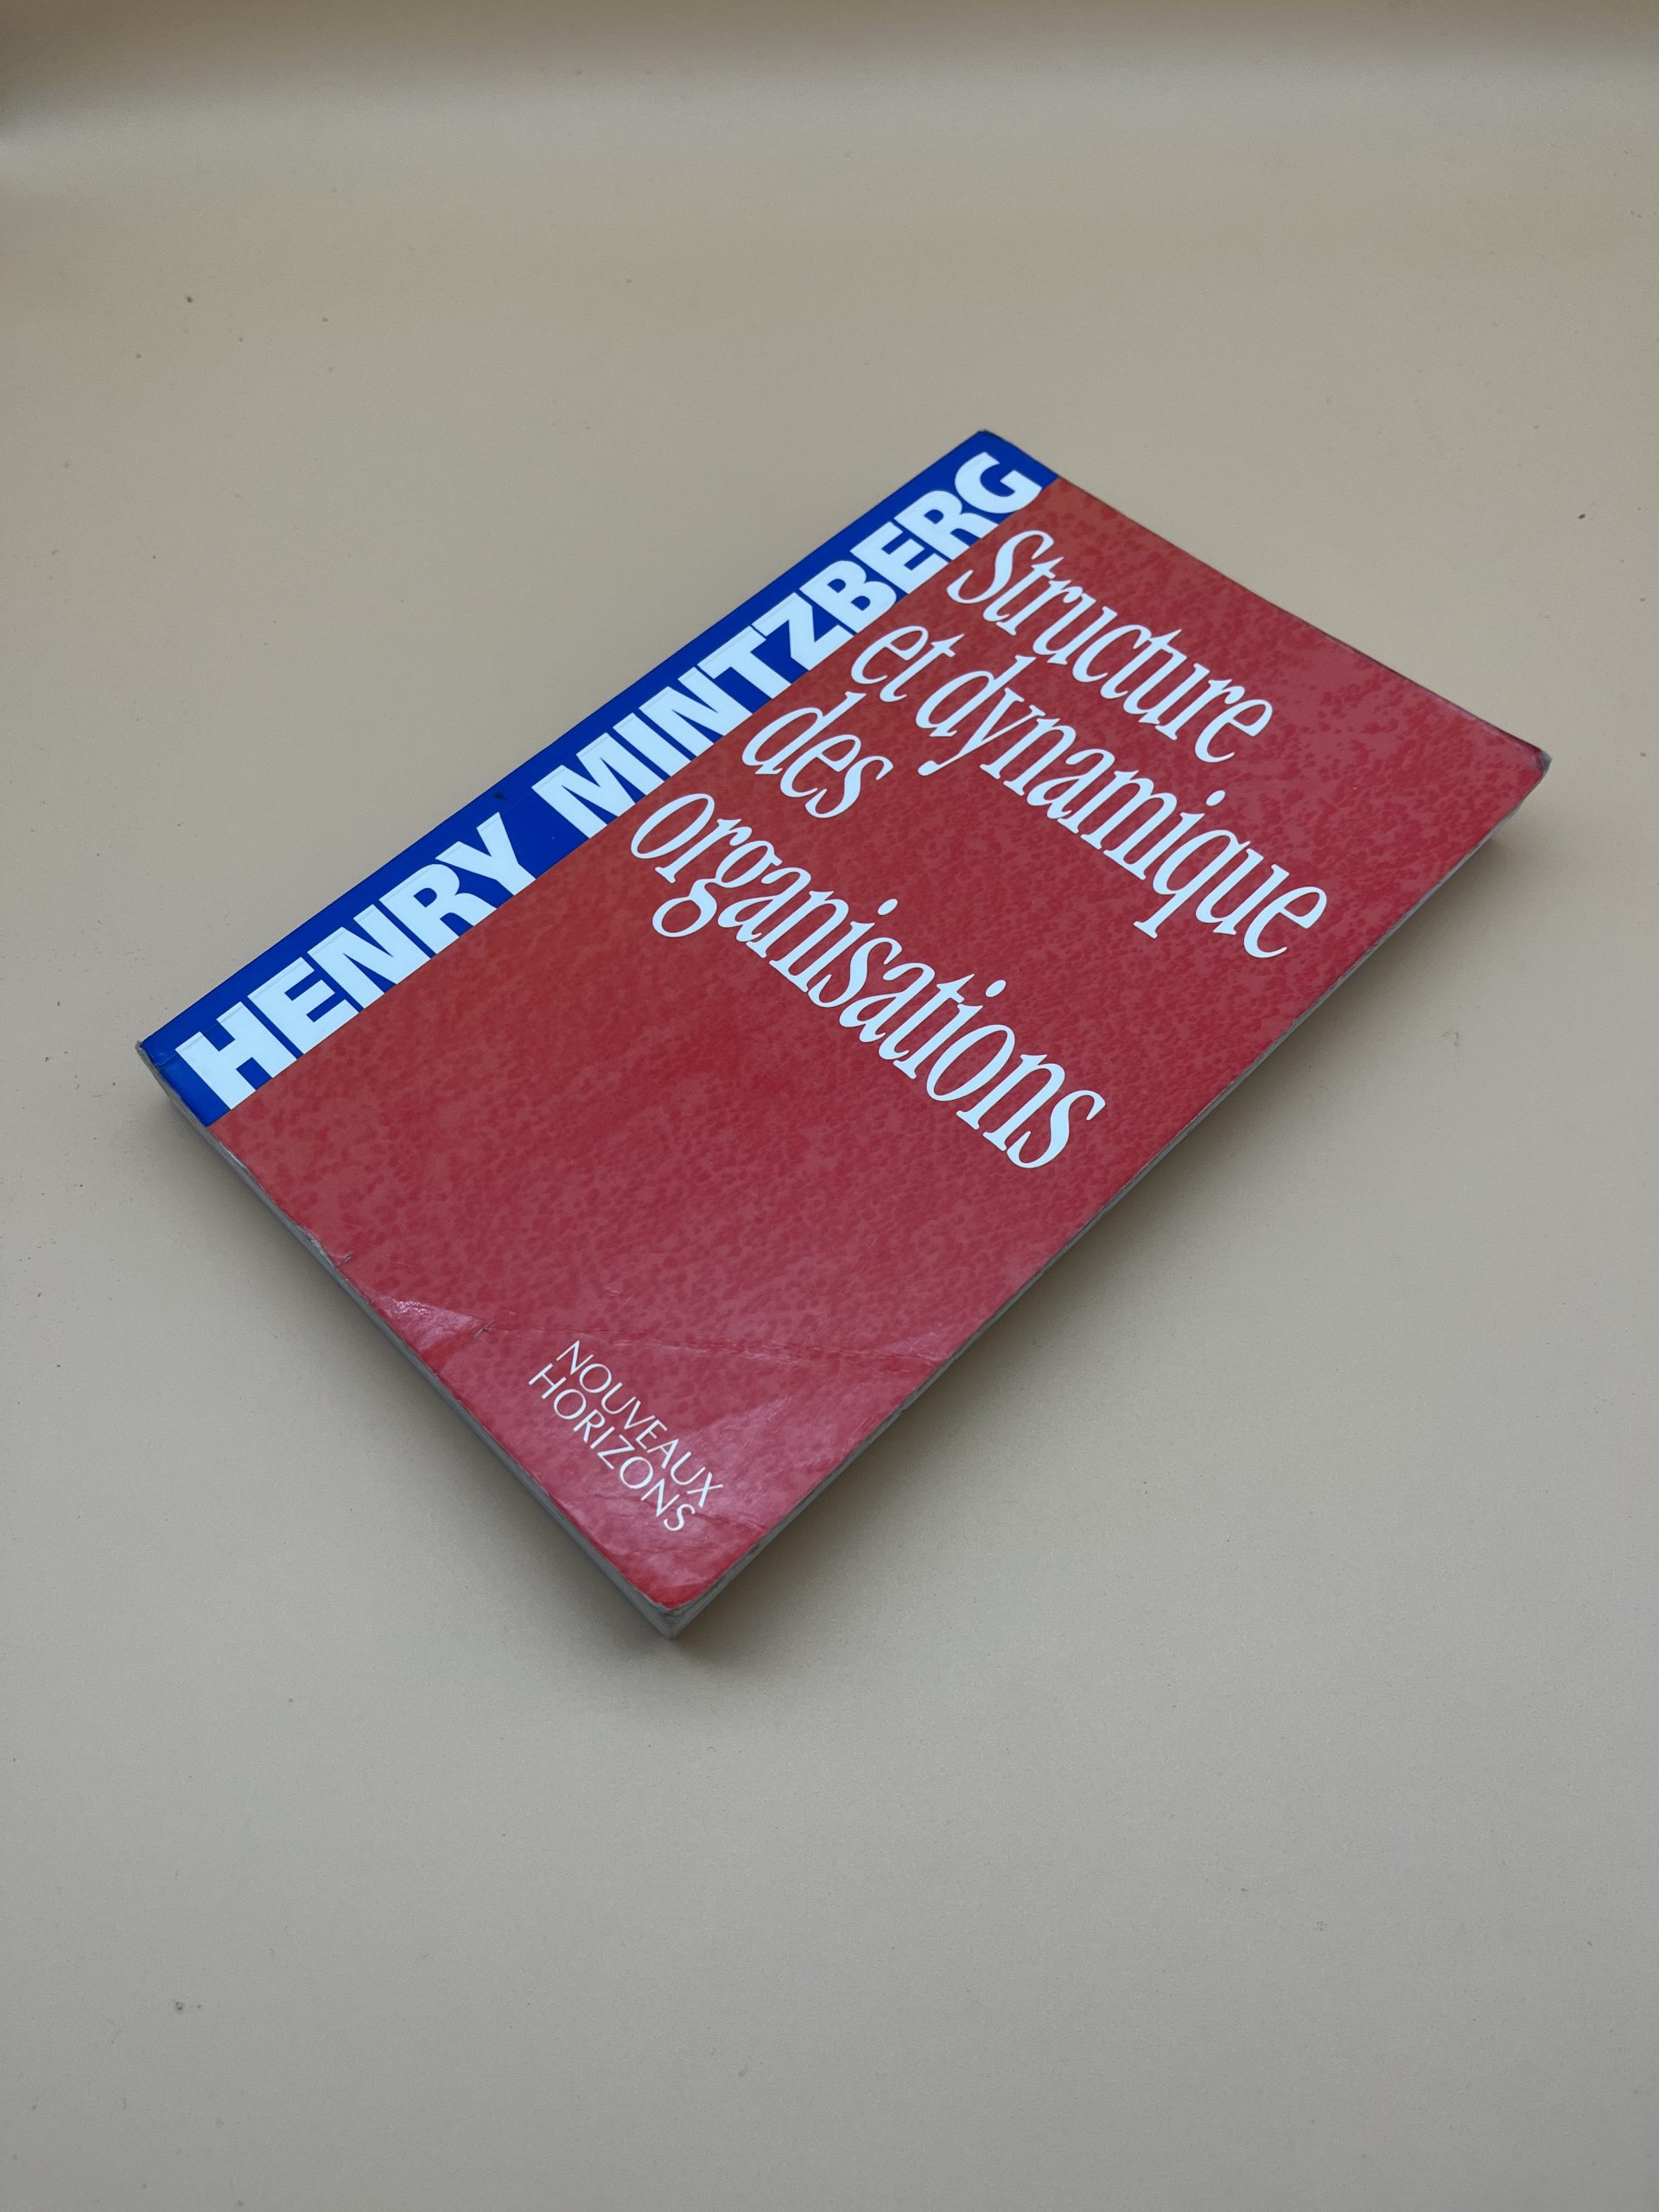 HENRY MINTZBERG
Structure
et dynamique
des
organisations
NOUVEAUX
HORIZONS